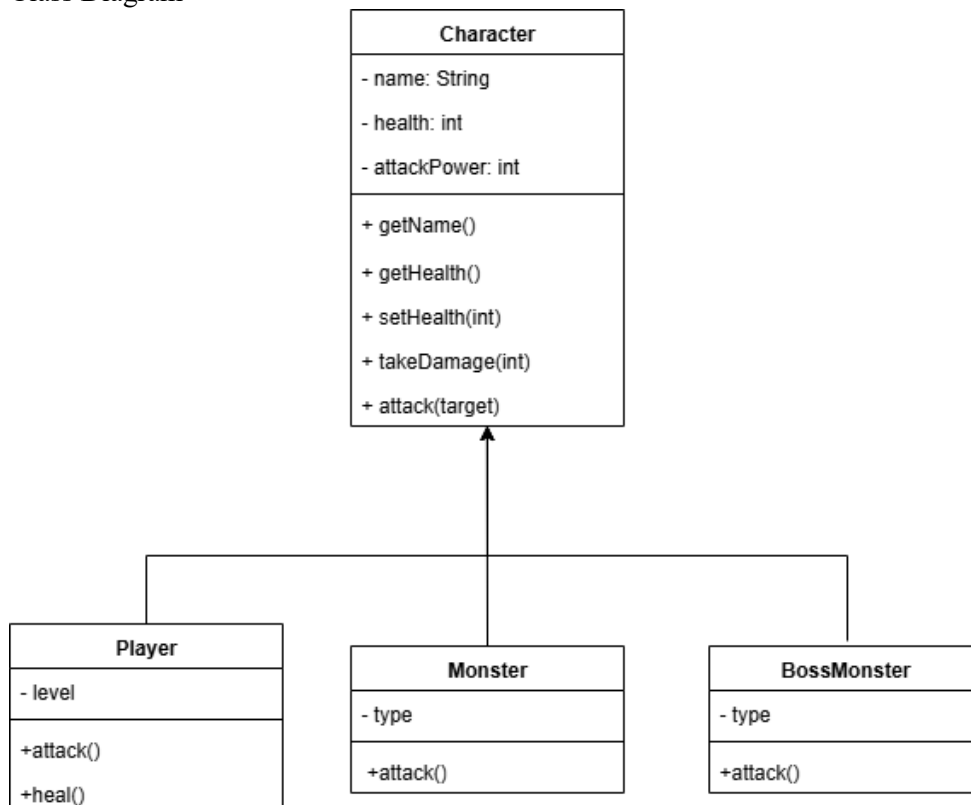 Class Diagram
Character
- name: String
- health: int
- attackPower: int
+ getName()
+ getHealth()
+ setHealth(int)
+ takeDamage(int)
+ attack(target)
Player
- level
+attack()
+heal()
Monster
- type
+attack()
BossMonster
- type
+attack()